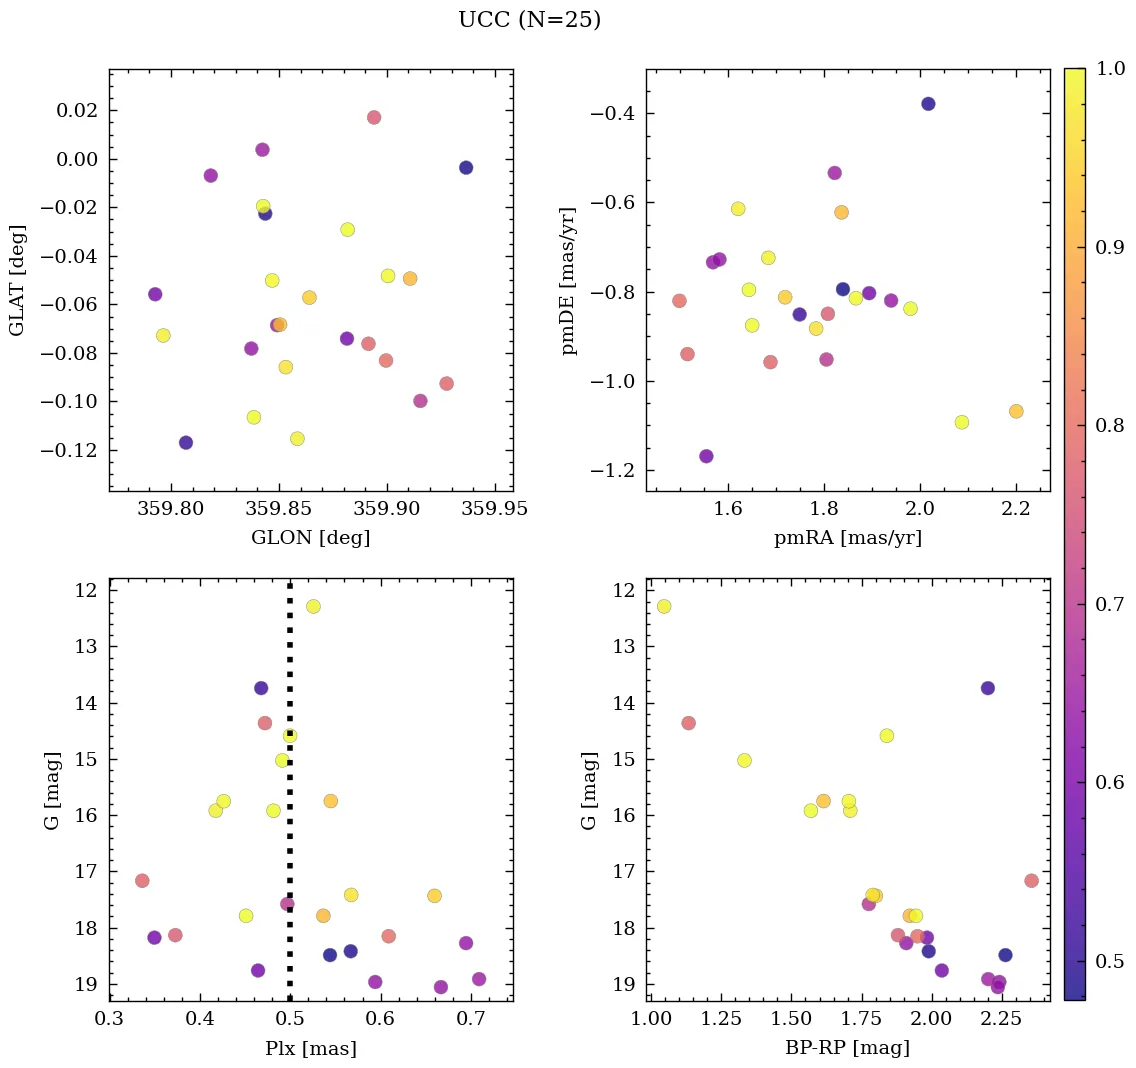 UCC (N=25)
0.02
0.00
−0.02
−0.04
−0.06
−0.08
−0.10
−0.12
GLAT [deg]
359.80 359.85 359.90 359.95
GLON [deg]
−0.4
−0.6
−0.8
−1.0
−1.2
pmDE [mas/yr]
1.6 1.8 2.0 2.2
pmRA [mas/yr]
12
13
14
15
16
17
18
19
G [mag]
0.3 0.4 0.5 0.6 0.7
Plx [mas]
12
13
14
15
16
17
18
19
G [mag]
1.00 1.25 1.50 1.75 2.00 2.25
BP-RP [mag]
1.0
0.9
0.8
0.7
0.6
0.5